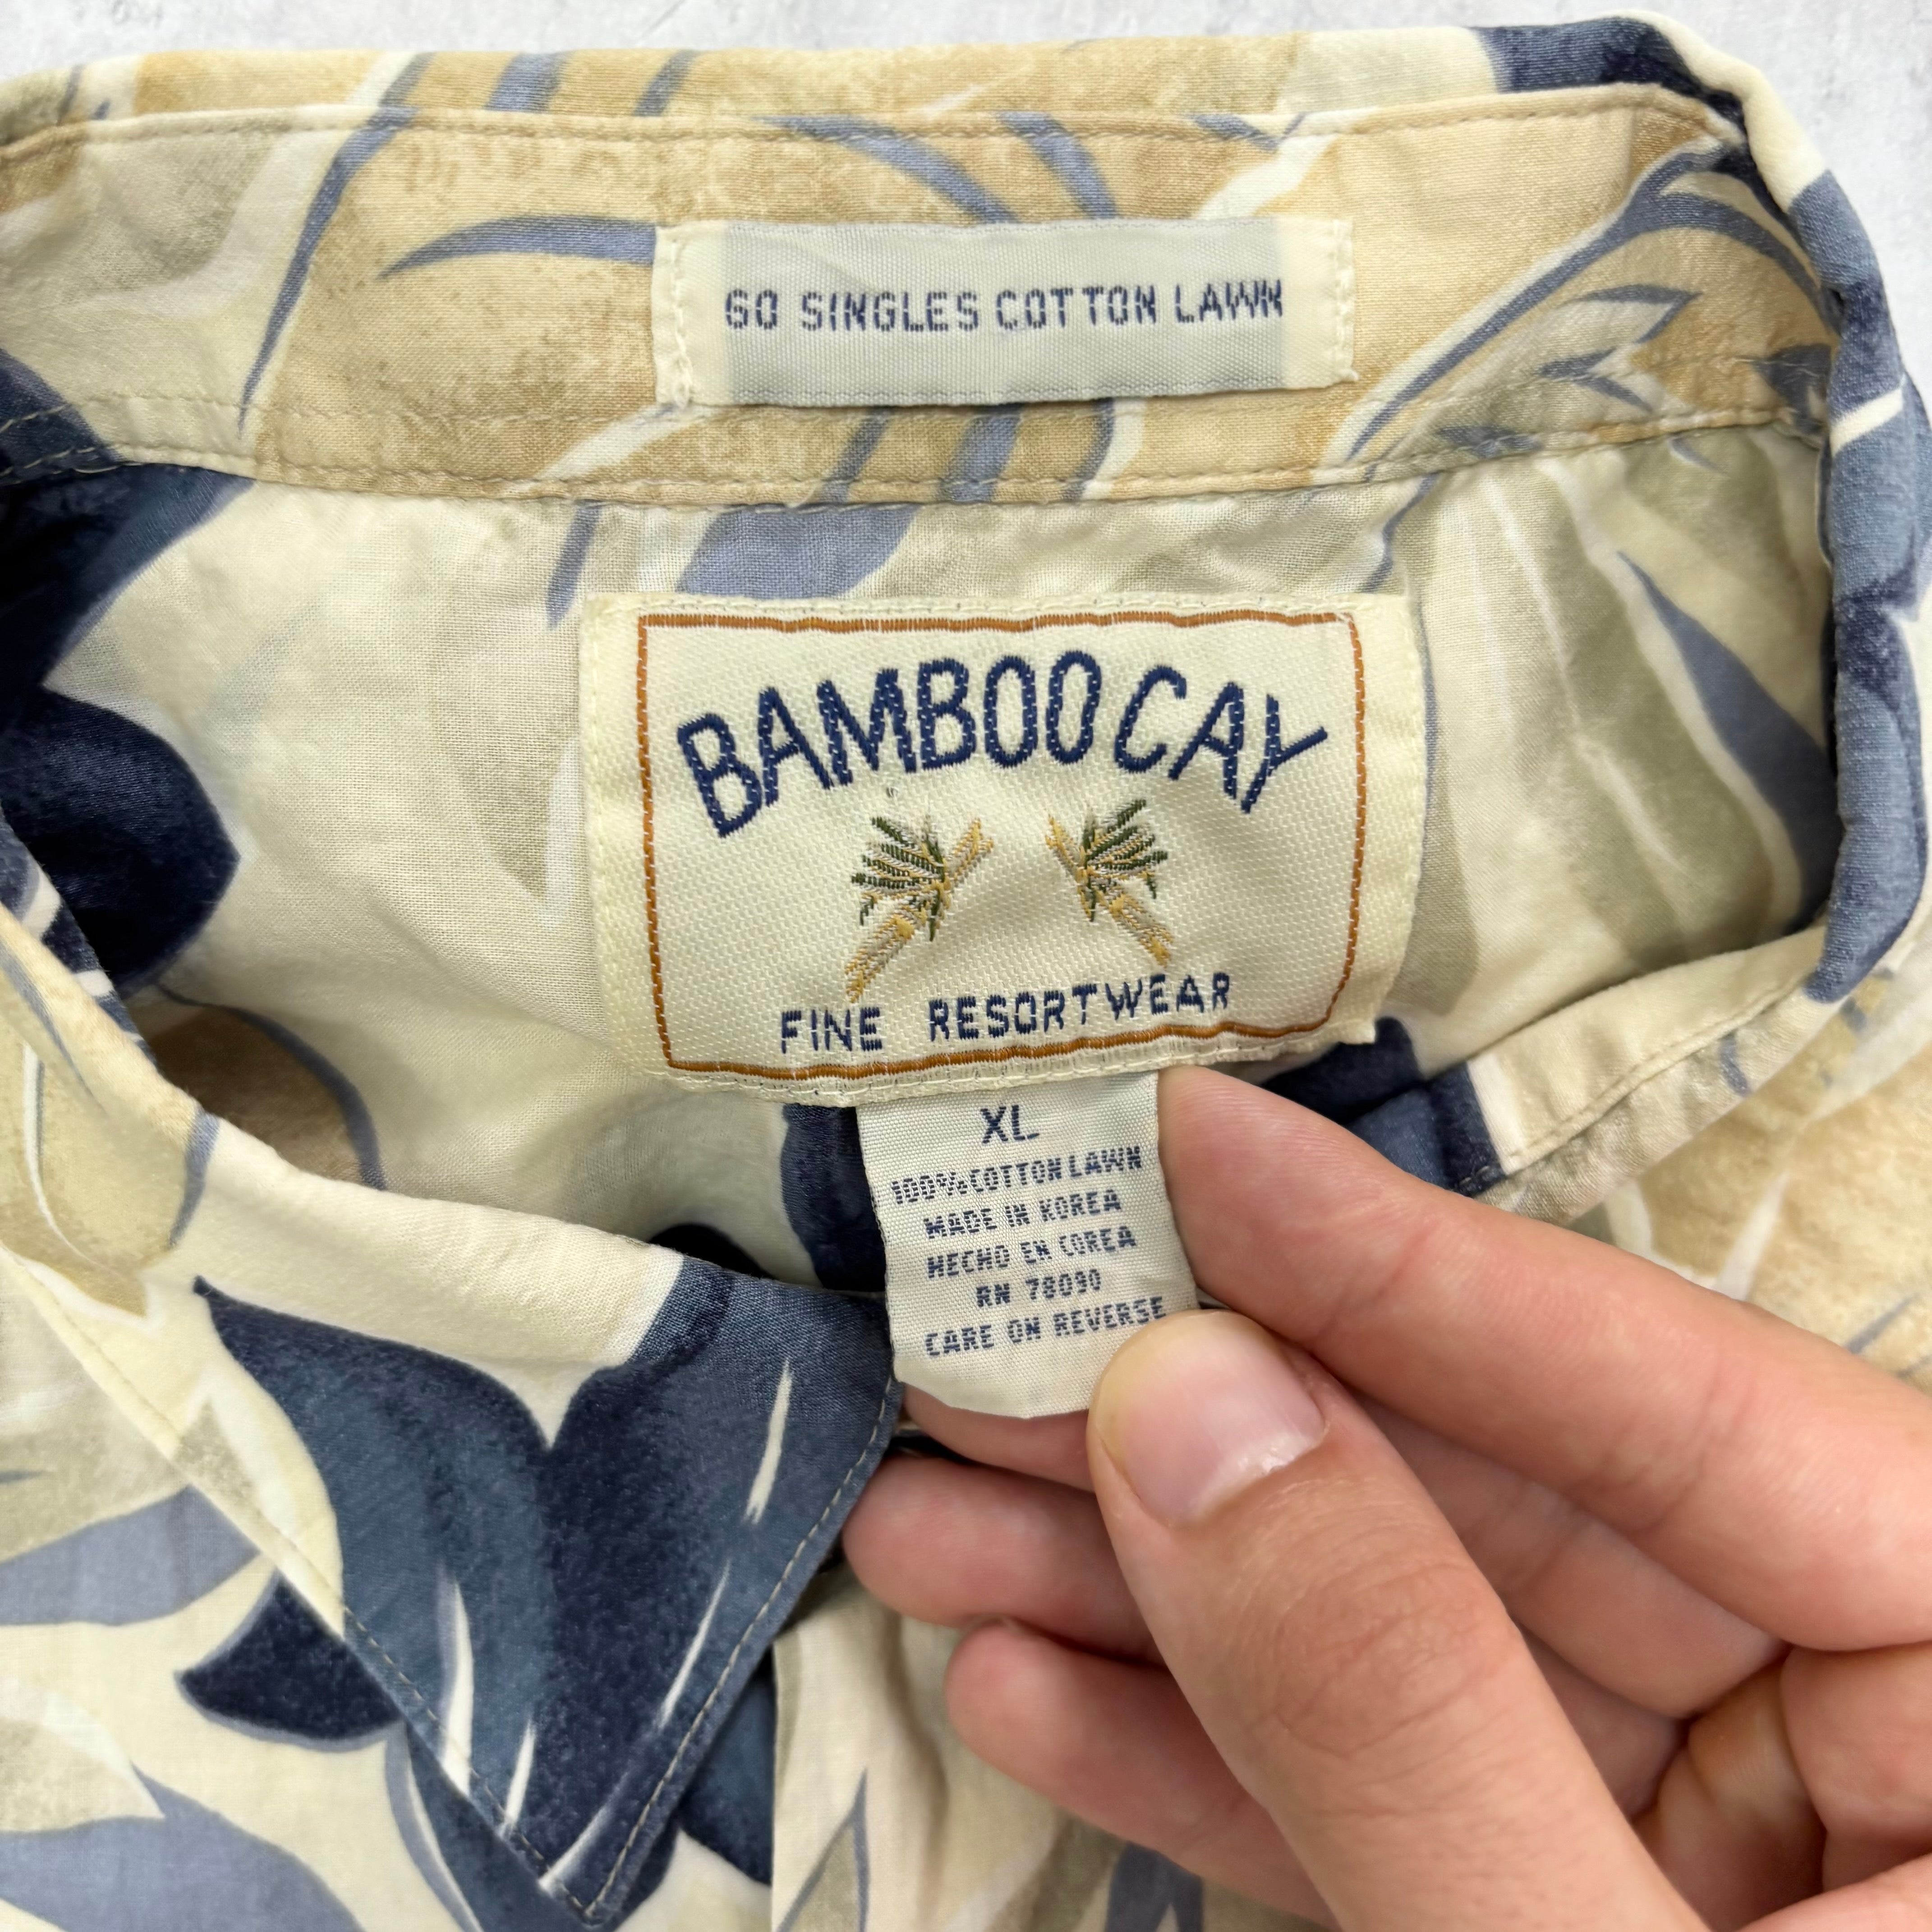 60 SINGLES COTTON LAWN
BAMBOO CAY
FINE RESORTWEAR
XL
100% COTTON LAWN
MADE IN KOREA
HECHO EN COREA
RN 78090
CARE ON REVERSE